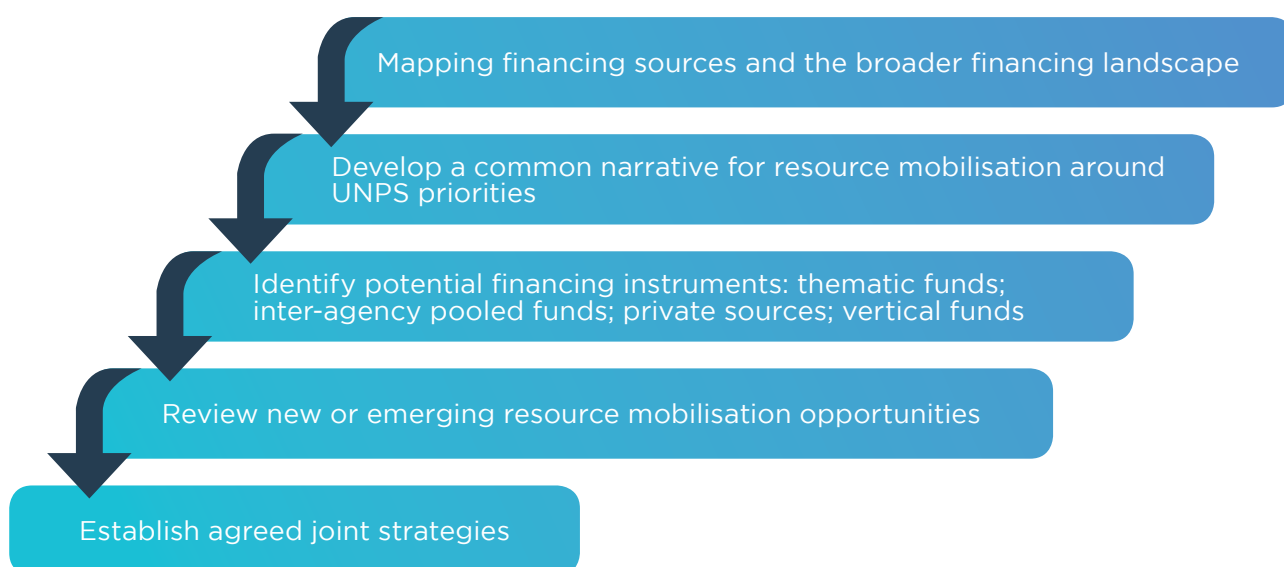 Mapping financing sources and the broader financing landscape
Develop a common narrative for resource mobilisation around
UNPS priorities
Identify potential financing instruments: thematic funds;
inter-agency pooled funds; private sources; vertical funds
Review new or emerging resource mobilisation opportunities
Establish agreed joint strategies